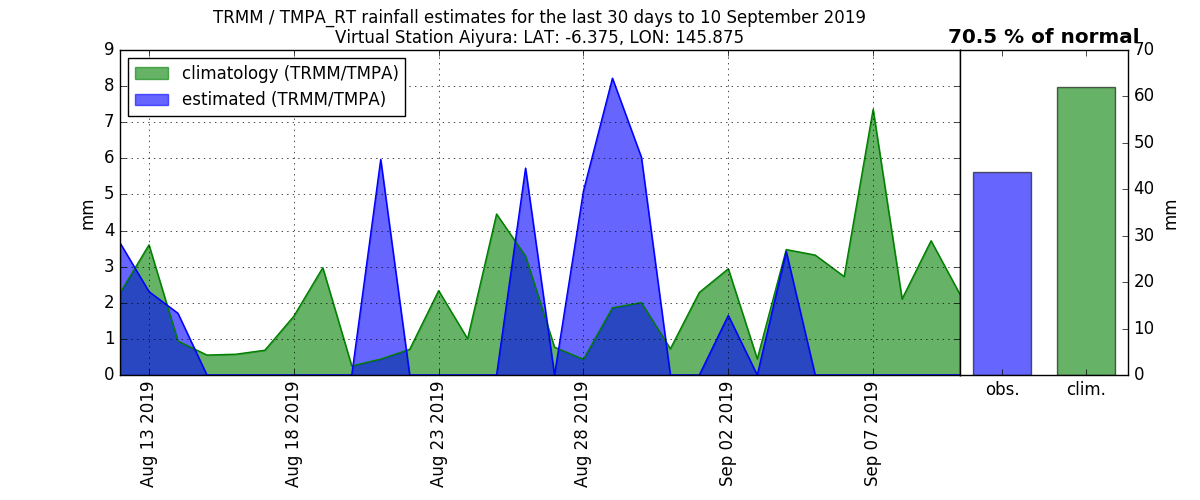 TRMM / TMPA_RT rainfall estimates for the last 30 days to 10 September 2019
Virtual Station Aiyura: LAT: -6.375, LON: 145.875
70.5 % of normal
climatology (TRMM/TMPA)
estimated (TRMM/TMPA)
9
8
7
6
5
4
3
2
1
0
mm
Aug 13 2019
Aug 18 2019
Aug 23 2019
Aug 28 2019
Sep 02 2019
Sep 07 2019
70
60
50
40
30
20
10
0
mm
obs.
clim.